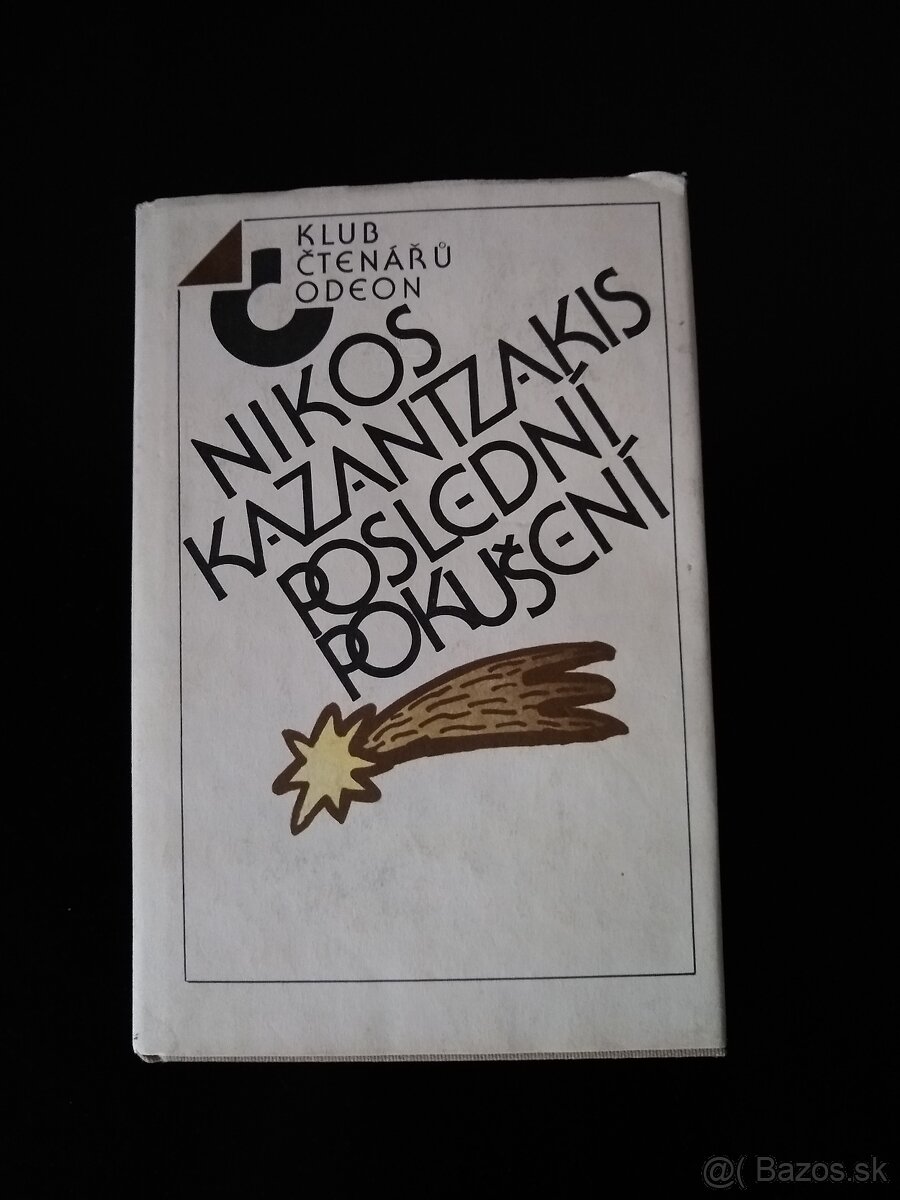 KLUB
ČTENÁŘŮ
ODEON
NIKOS
KAZANTZAKIS
POSLEDNÍ
POKUŠENÍ
@( Bazos.sk